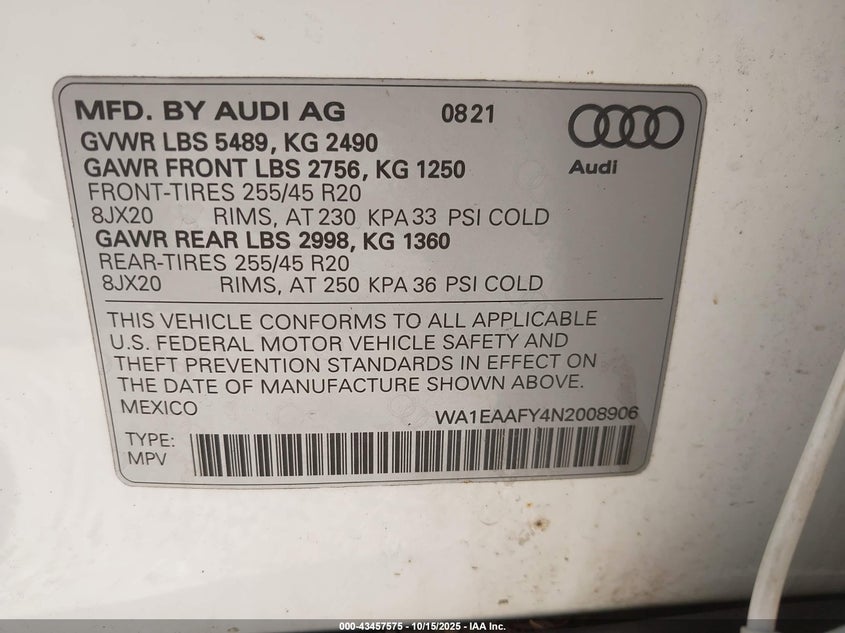 MFD. BY AUDI AG 0821
GVWR LBS 5489, KG 2490
GAWR FRONT LBS 2756, KG 1250
Audi
FRONT-TIRES 255/45 R20
8JX20 RIMS, AT 230 KPA 33 PSI COLD
GAWR REAR LBS 2998, KG 1360
REAR-TIRES 255/45 R20
8JX20 RIMS, AT 250 KPA 36 PSI COLD
THIS VEHICLE CONFORMS TO ALL APPLICABLE
U.S. FEDERAL MOTOR VEHICLE SAFETY AND
THEFT PREVENTION STANDARDS IN EFFECT ON
THE DATE OF MANUFACTURE SHOWN ABOVE.
MEXICO WA1EAAFY4N2008906
TYPE:
MPV
000-43457575 - 10/15/2025 - IAA Inc.